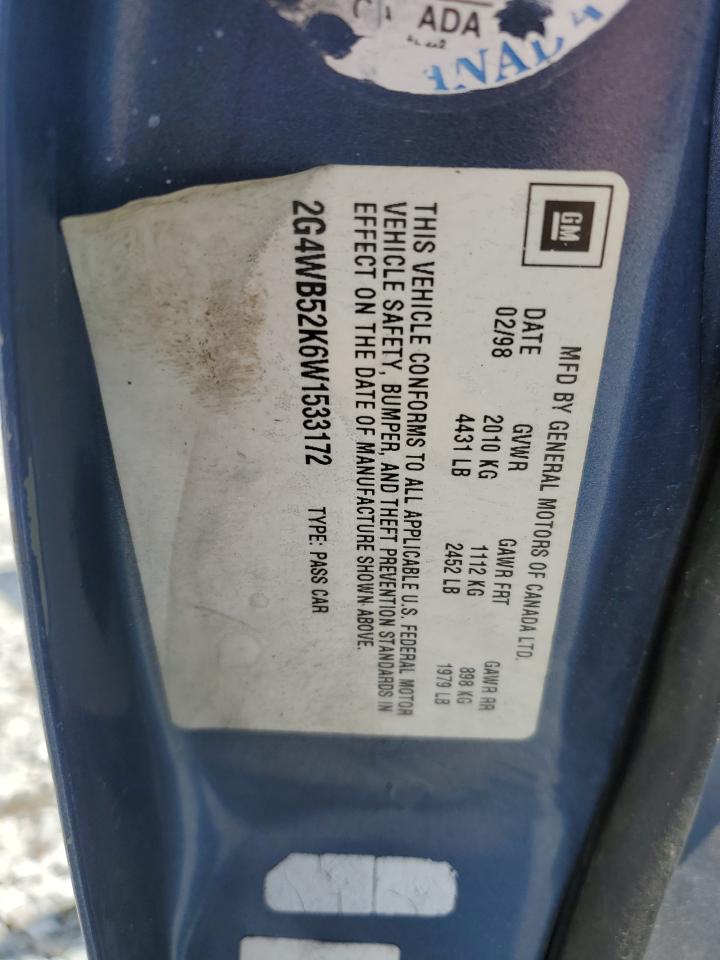 ADA
ANADA
GM
MFD BY GENERAL MOTORS OF CANADA LTD.
DATE GVWR GAWR FRT GAWR RR
02/98 2010 KG 1112 KG 898 KG
4431 LB 2452 LB 1979 LB
THIS VEHICLE CONFORMS TO ALL APPLICABLE U.S. FEDERAL MOTOR
VEHICLE SAFETY, BUMPER, AND THEFT PREVENTION STANDARDS IN
EFFECT ON THE DATE OF MANUFACTURE SHOWN ABOVE.
2G4WB52K6W1533172 TYPE: PASS CAR